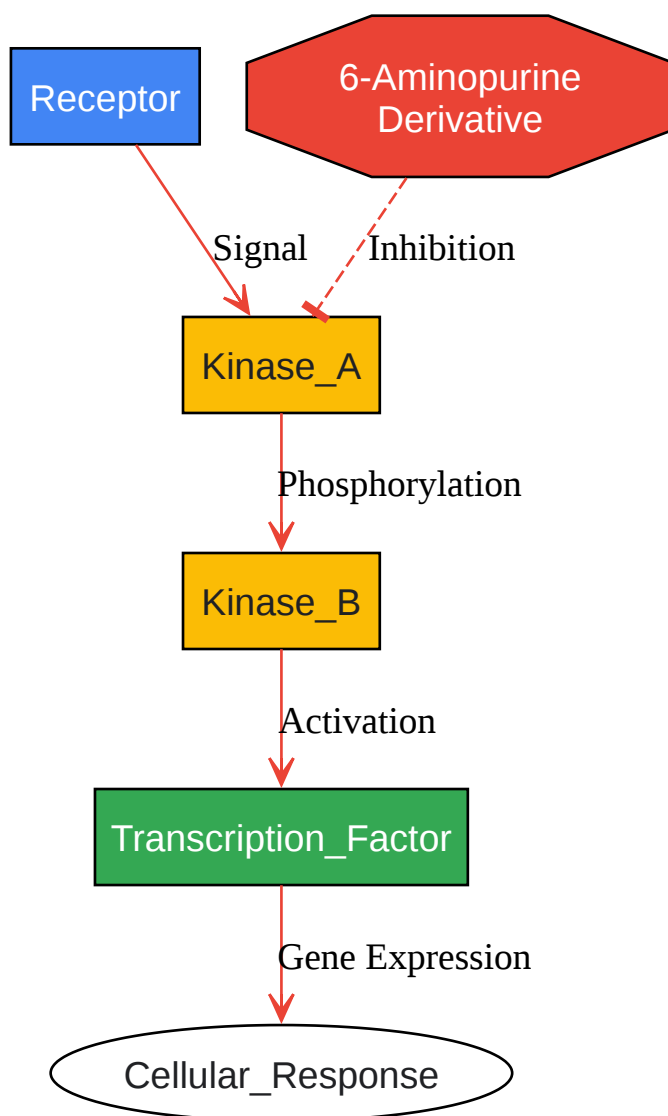 Receptor
6-Aminopurine
Derivative
Signal
Inhibition
Kinase_A
Phosphorylation
Kinase_B
Activation
Transcription_Factor
Gene Expression
Cellular_Response